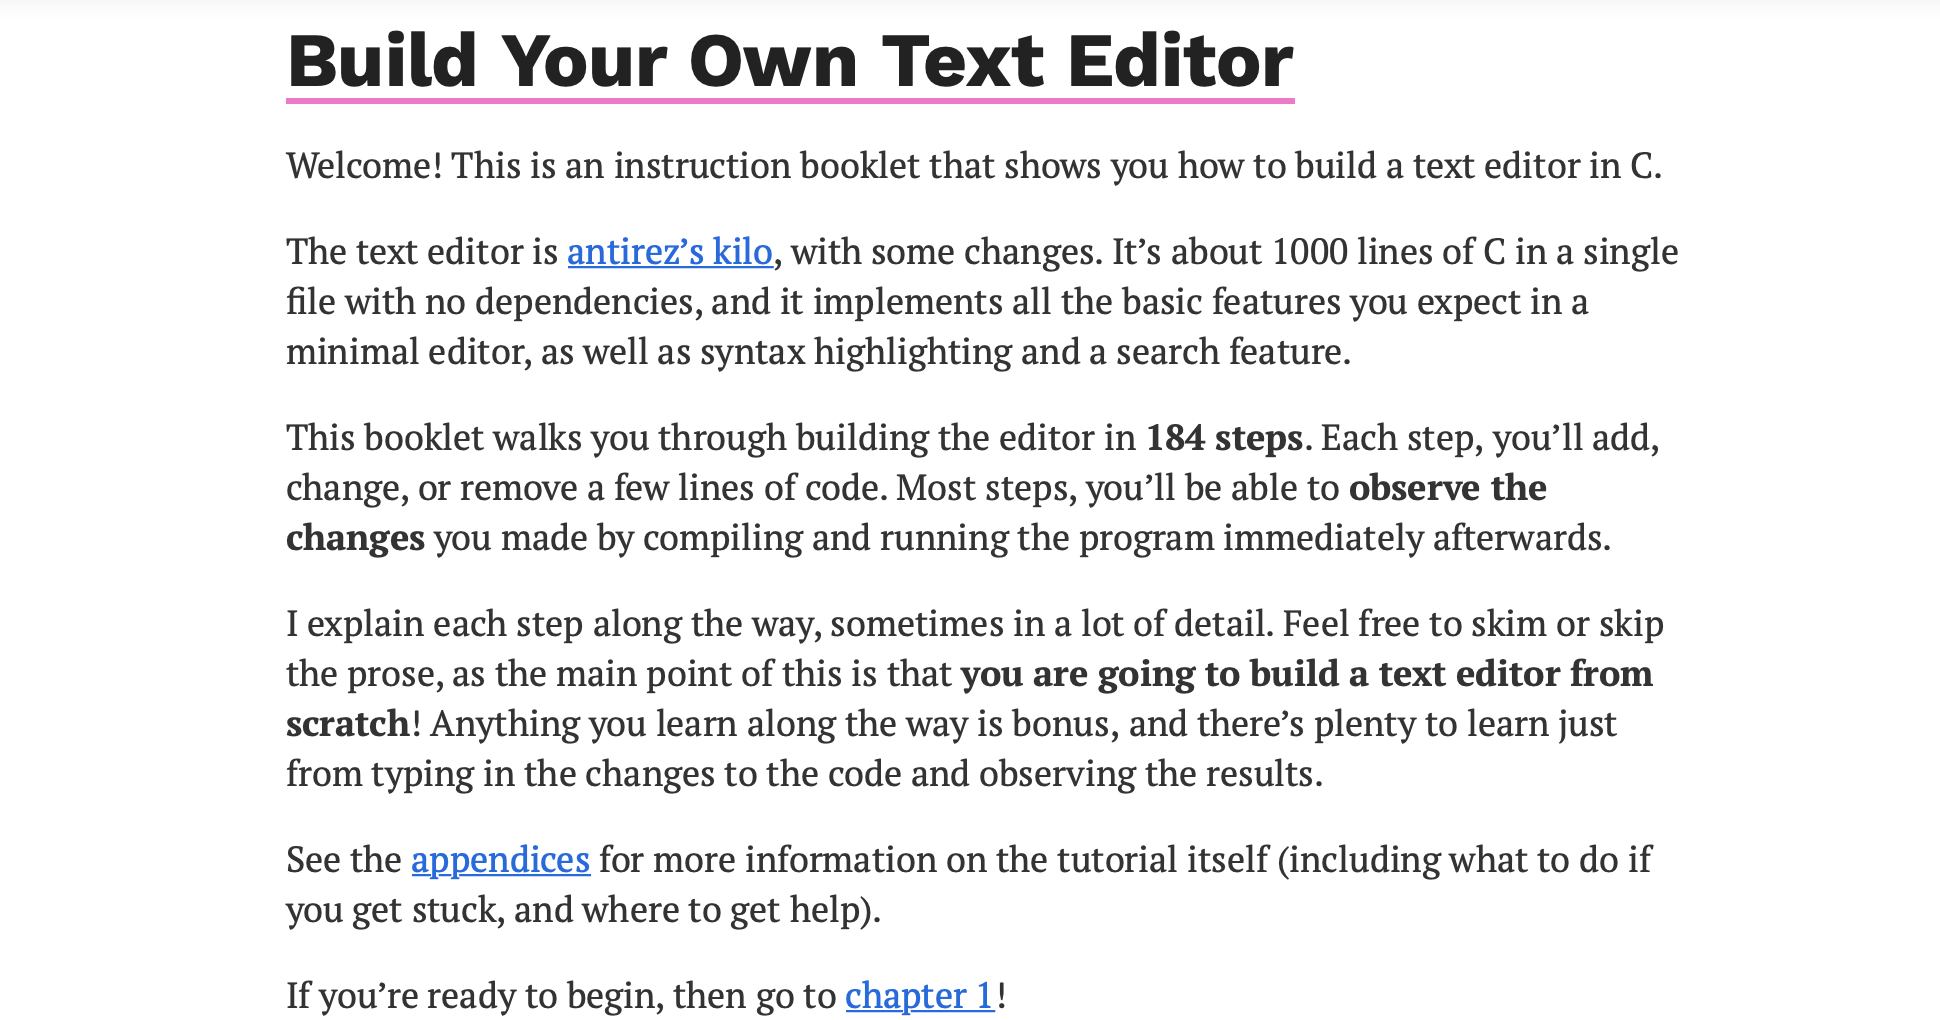 Build Your Own Text Editor
Welcome! This is an instruction booklet that shows you how to build a text editor in C.
The text editor is antirez’s kilo, with some changes. It’s about 1000 lines of C in a single
file with no dependencies, and it implements all the basic features you expect in a
minimal editor, as well as syntax highlighting and a search feature.
This booklet walks you through building the editor in 184 steps. Each step, you’ll add,
change, or remove a few lines of code. Most steps, you’ll be able to observe the
changes you made by compiling and running the program immediately afterwards.
I explain each step along the way, sometimes in a lot of detail. Feel free to skim or skip
the prose, as the main point of this is that you are going to build a text editor from
scratch! Anything you learn along the way is bonus, and there’s plenty to learn just
from typing in the changes to the code and observing the results.
See the appendices for more information on the tutorial itself (including what to do if
you get stuck, and where to get help).
If you’re ready to begin, then go to chapter 1!